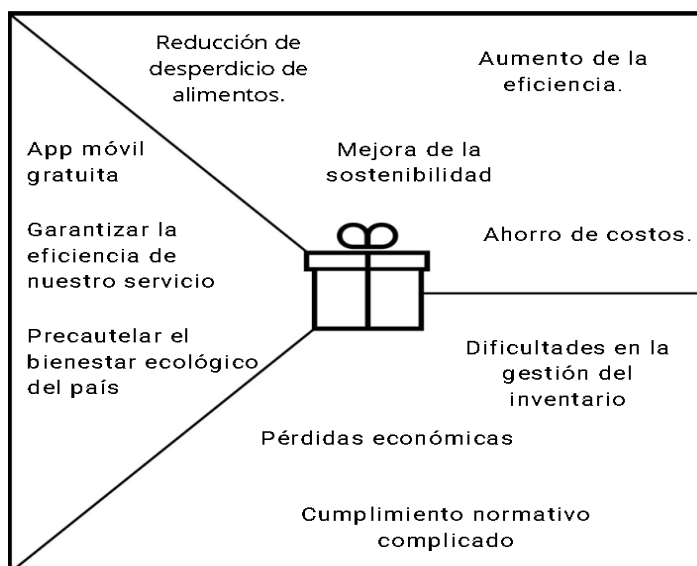 Reducción de
desperdicio de
alimentos.
Aumento de la
eficiencia.
App móvil
gratuita
Mejora de la
sostenibilidad
Garantizar la
eficiencia de
nuestro servicio
Ahorro de costos.
Precautelar el
bienestar ecológico
del país
Dificultades en la
gestión del
inventario
Pérdidas económicas
Cumplimiento normativo
complicado